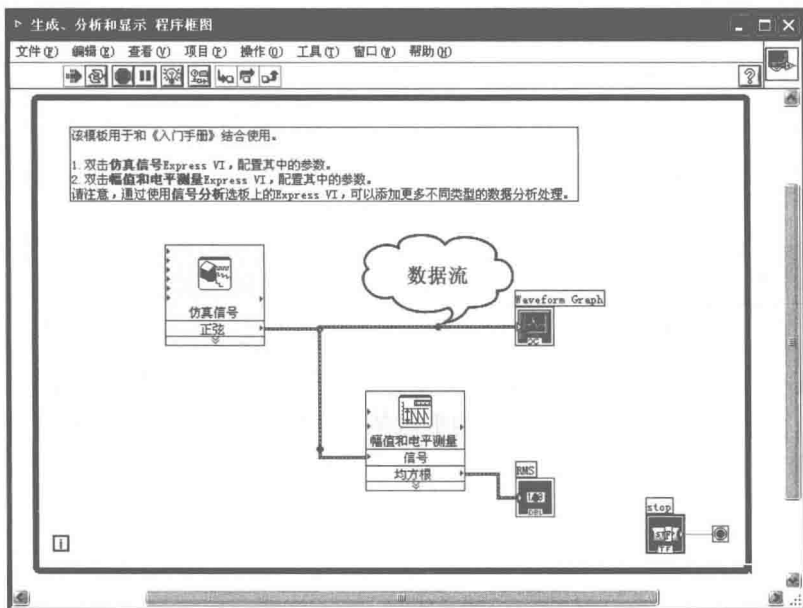 生成、分析和显示 程序框图
文件(F) 编辑(E) 查看(V) 项目(P) 操作(O) 工具(T) 窗口(W) 帮助(H)
该模板用于和《入门手册》结合使用。
1. 双击仿真信号Express VI，配置其中的参数。
2. 双击幅值和电平测量Express VI，配置其中的参数。
请注意，通过使用信号分析选板上的Express VI，可以添加更多不同类型的数据分析处理。
数据流
仿真信号
正弦
Waveform Graph
幅值和电平测量
信号
均方根
RMS
stop
i